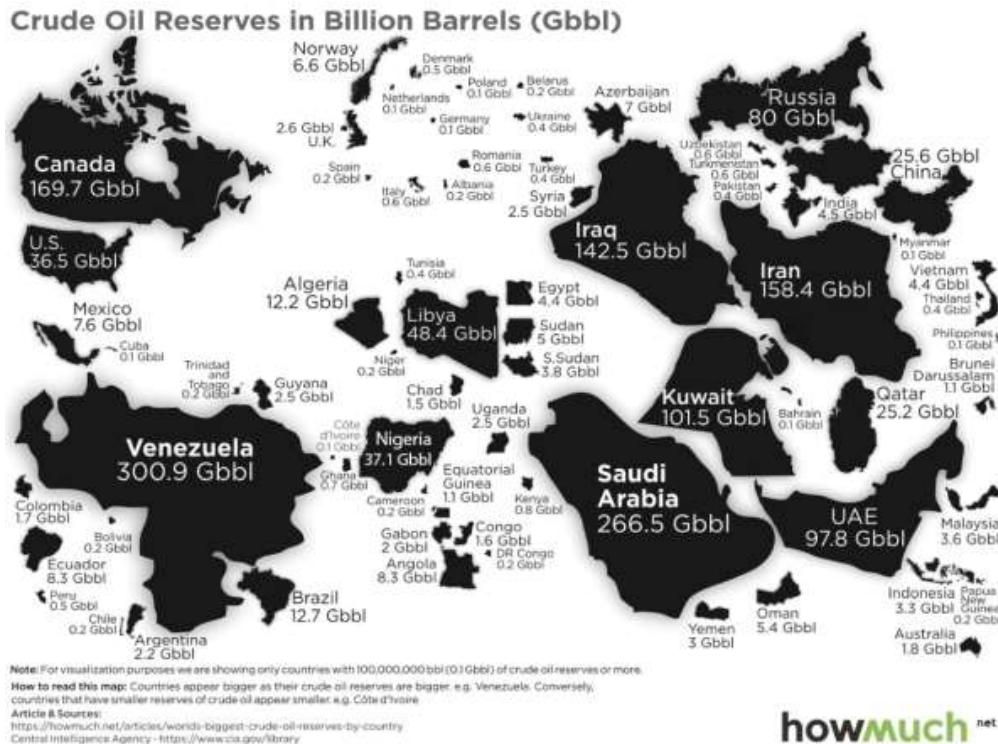 Crude Oil Reserves in Billion Barrels (Gbbl)
Norway
6.6 Gbbl
Denmark
0.5 Gbbl
Netherlands
0.1 Gbbl
Poland
0.1 Gbbl
Belarus
0.2 Gbbl
Germany
0.1 Gbbl
Ukraine
0.4 Gbbl
2.6 Gbbl
U.K.
Spain
0.2 Gbbl
Italy
0.6 Gbbl
Romania
0.6 Gbbl
Albania
0.2 Gbbl
Turkey
0.4 Gbbl
Azerbaijan
7 Gbbl
Russia
80 Gbbl
Uzbekistan
0.6 Gbbl
Turkmenistan
0.6 Gbbl
Pakistan
0.4 Gbbl
25.6 Gbbl
China
India
4.5 Gbbl
Canada
169.7 Gbbl
U.S.
36.5 Gbbl
Mexico
7.6 Gbbl
Cuba
0.1 Gbbl
Syria
2.5 Gbbl
Iraq
142.5 Gbbl
Iran
158.4 Gbbl
Myanmar
0.1 Gbbl
Vietnam
4.4 Gbbl
Thailand
0.4 Gbbl
Philippines
0.1 Gbbl
Brunei
Darussalam
1.1 Gbbl
Algeria
12.2 Gbbl
Tunisia
0.4 Gbbl
Libya
48.4 Gbbl
Egypt
4.4 Gbbl
Sudan
5 Gbbl
S.Sudan
3.8 Gbbl
Niger
0.2 Gbbl
Chad
1.5 Gbbl
Trinidad
and
Tobago
0.2 Gbbl
Guyana
2.5 Gbbl
Venezuela
300.9 Gbbl
Côte
d'Ivoire
0.1 Gbbl
Ghana
0.7 Gbbl
Nigeria
37.1 Gbbl
Uganda
2.5 Gbbl
Cameroon
0.2 Gbbl
Equatorial
Guinea
1.1 Gbbl
Kenya
0.8 Gbbl
Gabon
2 Gbbl
Congo
1.6 Gbbl
DR Congo
0.2 Gbbl
Angola
8.3 Gbbl
Kuwait
101.5 Gbbl
Bahrain
0.1 Gbbl
Qatar
25.2 Gbbl
Saudi
Arabia
266.5 Gbbl
UAE
97.8 Gbbl
Malaysia
3.6 Gbbl
Colombia
1.7 Gbbl
Bolivia
0.2 Gbbl
Ecuador
8.3 Gbbl
Peru
0.5 Gbbl
Chile
0.2 Gbbl
Argentina
2.2 Gbbl
Brazil
12.7 Gbbl
Yemen
3 Gbbl
Oman
5.4 Gbbl
Indonesia
3.3 Gbbl
Papua
New
Guinea
0.2 Gbbl
Australia
1.8 Gbbl
Note: For visualization purposes we are showing only countries with 100,000,000 bbl (0.1 Gbbl) of crude oil reserves or more.
How to read this map: Countries appear bigger as their crude oil reserves are bigger. e.g. Venezuela. Conversely,
countries that have smaller reserves of crude oil appear smaller. e.g. Côte d'Ivoire
Article & Sources:
https://howmuch.net/articles/worlds-biggest-crude-oil-reserves-by-country
Central Intelligence Agency - https://www.cia.gov/library
howmuch.net